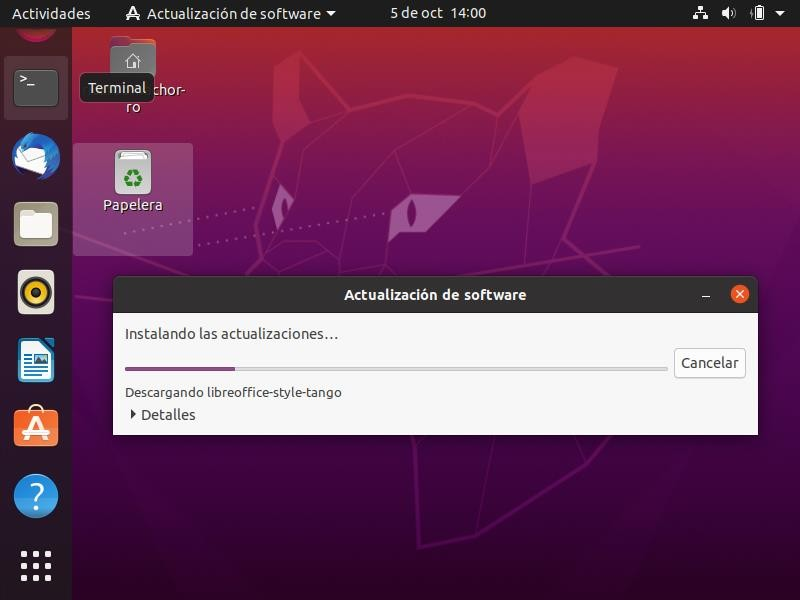 Actividades
Actualización de software
5 de oct 14:00
Terminal
chor-
ro
Papelera
Actualización de software
Instalando las actualizaciones…
Cancelar
Descargando libreoffice-style-tango
Detalles